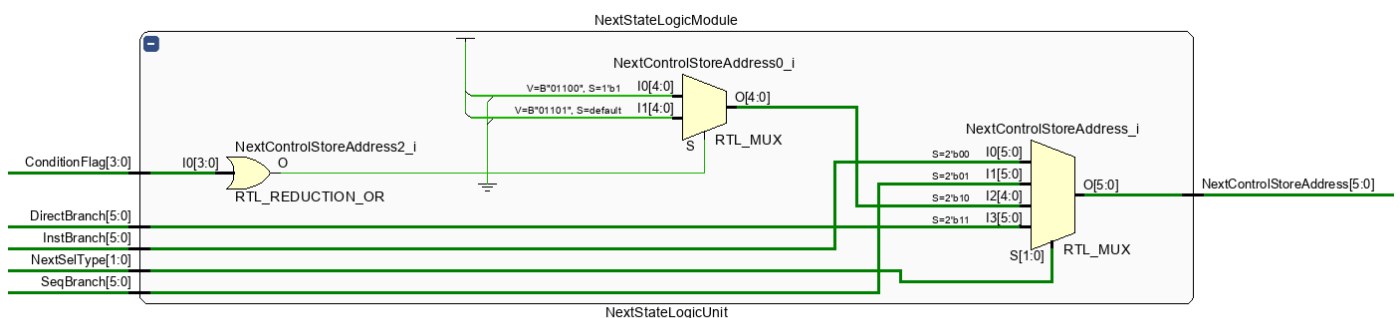 NextStateLogicModule
NextControlStoreAddress0_i
V=B"01100", S=1'b1
I0[4:0]
V=B"01101", S=default
I1[4:0]
O[4:0]
S
RTL_MUX
NextControlStoreAddress_i
NextControlStoreAddress2_i
ConditionFlag[3:0]
I0[3:0]
O
RTL_REDUCTION_OR
S=2'b00
I0[5:0]
S=2'b01
I1[5:0]
S=2'b10
I2[4:0]
S=2'b11
I3[5:0]
O[5:0]
NextControlStoreAddress[5:0]
S[1:0]
RTL_MUX
DirectBranch[5:0]
InstBranch[5:0]
NextSelType[1:0]
SeqBranch[5:0]
NextStateLogicUnit